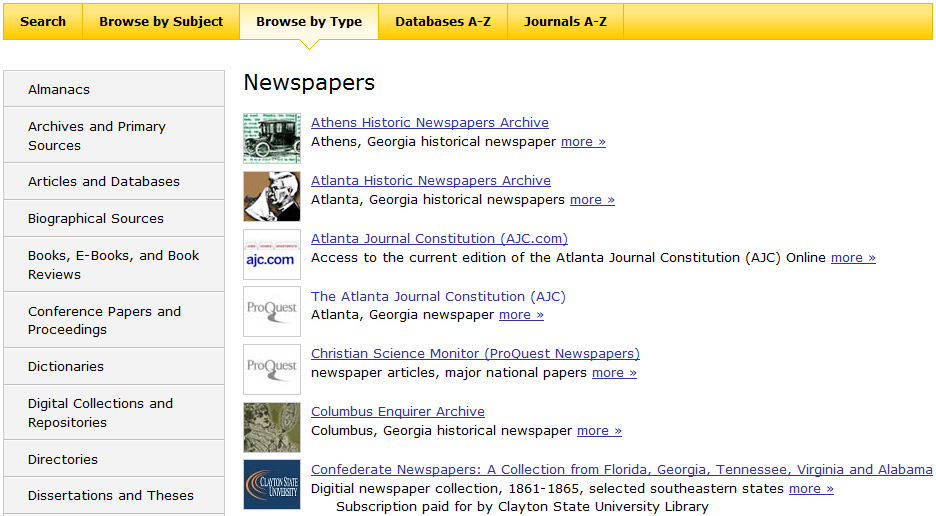 Search
Browse by Subject
Browse by Type
Databases A-Z
Journals A-Z
Almanacs
Archives and Primary
Sources
Articles and Databases
Biographical Sources
Books, E-Books, and Book
Reviews
Conference Papers and
Proceedings
Dictionaries
Digital Collections and
Repositories
Directories
Dissertations and Theses
Newspapers
Athens Historic Newspapers Archive
Athens, Georgia historical newspaper more »
Atlanta Historic Newspapers Archive
Atlanta, Georgia historical newspapers more »
ajc.com
Atlanta Journal Constitution (AJC.com)
Access to the current edition of the Atlanta Journal Constitution (AJC) Online more »
ProQuest
The Atlanta Journal Constitution (AJC)
Atlanta, Georgia newspaper more »
ProQuest
Christian Science Monitor (ProQuest Newspapers)
newspaper articles, major national papers more »
Columbus Enquirer Archive
Columbus, Georgia historical newspaper more »
CLAYTON STATE
UNIVERSITY
Confederate Newspapers: A Collection from Florida, Georgia, Tennessee, Virginia and Alabama
Digitial newspaper collection, 1861-1865, selected southeastern states more »
Subscription paid for by Clayton State University Library